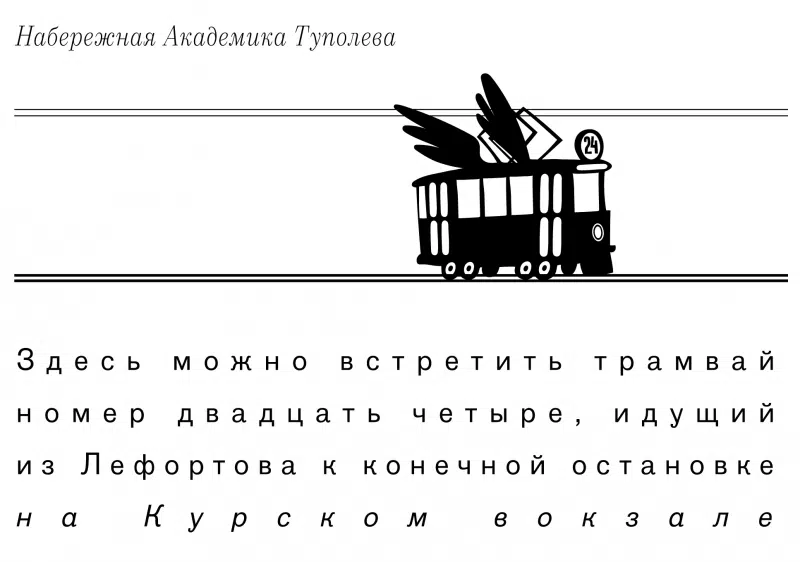 Набережная Академика Туполева
24
Здесь можно встретить трамвай
номер двадцать четыре, идущий
из Лефортова к конечной остановке
на Курском вокзале